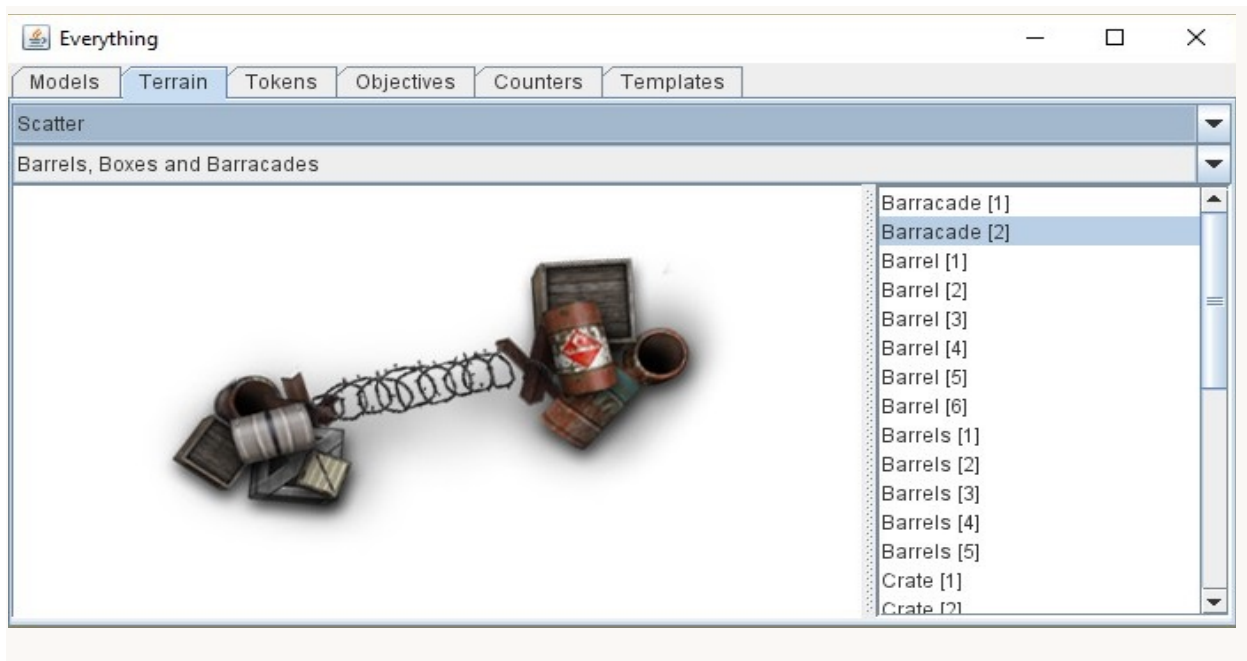 Everything
Models Terrain Tokens Objectives Counters Templates
Scatter
Barrels, Boxes and Barracades
Barracade [1]
Barracade [2]
Barrel [1]
Barrel [2]
Barrel [3]
Barrel [4]
Barrel [5]
Barrel [6]
Barrels [1]
Barrels [2]
Barrels [3]
Barrels [4]
Barrels [5]
Crate [1]
Crate [2]